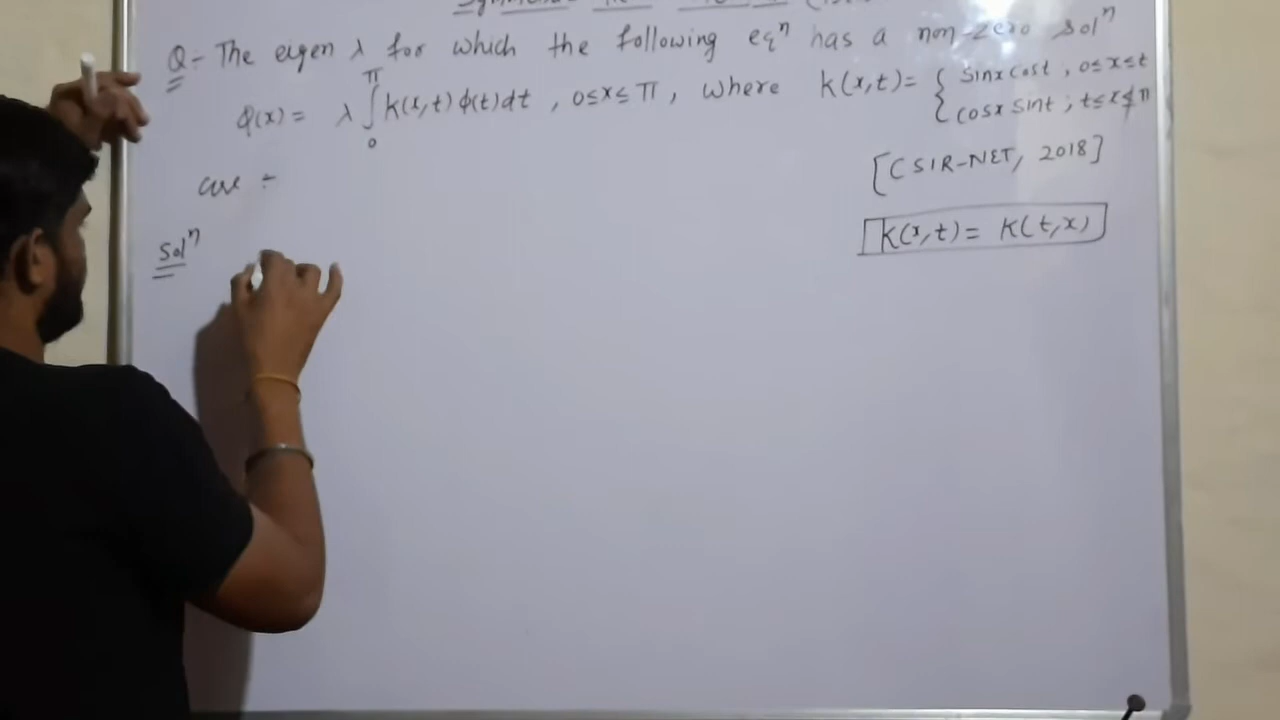 Q:- The eigen λ for which the following eqⁿ has a non-zero solⁿ
φ(x) = λ ∫₀^π K(x,t) φ(t)dt , 0≤x≤π, where K(x,t) = { sinx cost , 0≤x≤t
cosx sint ; t≤x≤π
[CSIR-NET, 2018]
are :-
K(x,t) = K(t,x)
Solⁿ